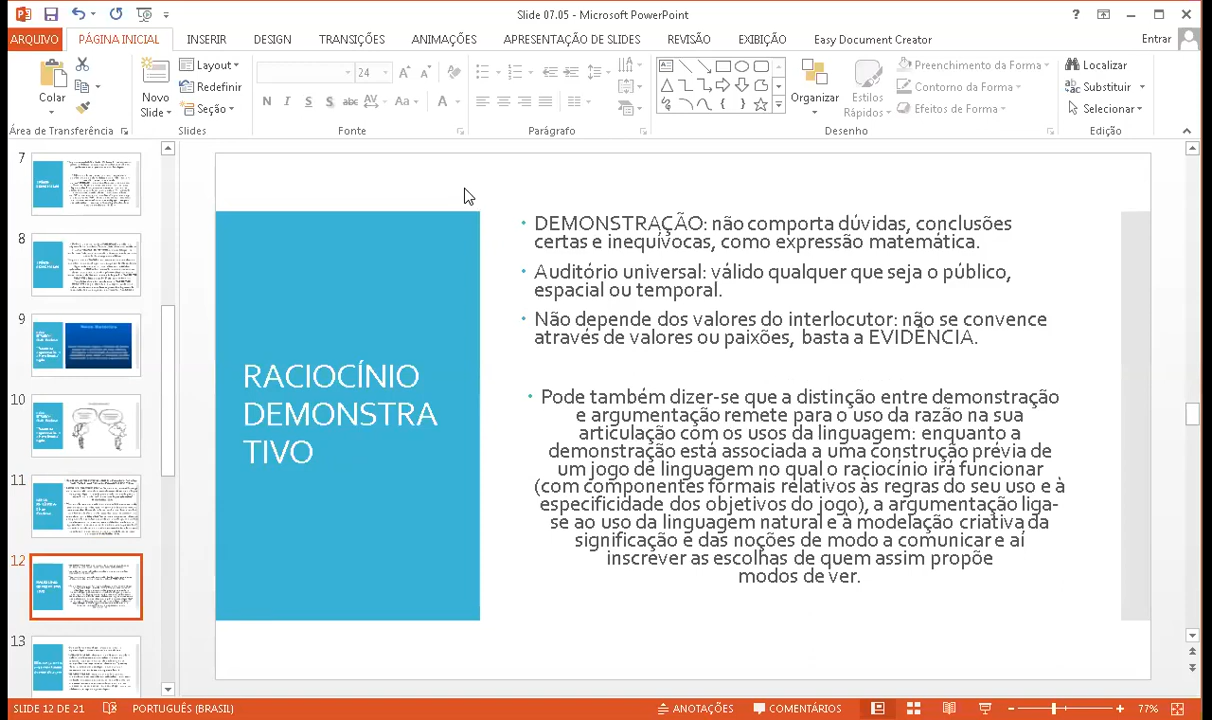 Slide 07.05 - Microsoft PowerPoint
ARQUIVO PÁGINA INICIAL INSERIR DESIGN TRANSIÇÕES ANIMAÇÕES APRESENTAÇÃO DE SLIDES REVISÃO EXIBIÇÃO Easy Document Creator Entrar
Colar
Novo
Slide
Layout
Redefinir
Seção
24
Organizar
Estilos
Rápidos
Preenchimento da Forma
Contorno da Forma
Efeitos de Forma
Localizar
Substituir
Selecionar
Área de Transferência Slides Fonte Parágrafo Desenho Edição
7
8
9
10
11
12
13
RACIOCÍNIO
DEMONSTRA
TIVO
• DEMONSTRAÇÃO: não comporta dúvidas, conclusões
certas e inequívocas, como expressão matemática.
• Auditório universal: válido qualquer que seja o público,
espacial ou temporal.
• Não depende dos valores do interlocutor: não se convence
através de valores ou paixões, basta a EVIDÊNCIA.
• Pode também dizer-se que a distinção entre demonstração
e argumentação remete para o uso da razão na sua
articulação com os usos da linguagem: enquanto a
demonstração está associada a uma construção prévia de
um jogo de linguagem no qual o raciocínio irá funcionar
(com componentes formais relativos às regras do seu uso e à
especificidade dos objetivos do jogo), a argumentação liga-
se ao uso da linguagem natural e à modelação criativa da
significação e das noções de modo a comunicar e aí
inscrever as escolhas de quem assim propõe
modos de ver.
SLIDE 12 DE 21 PORTUGUÊS (BRASIL) ANOTAÇÕES COMENTÁRIOS 77%